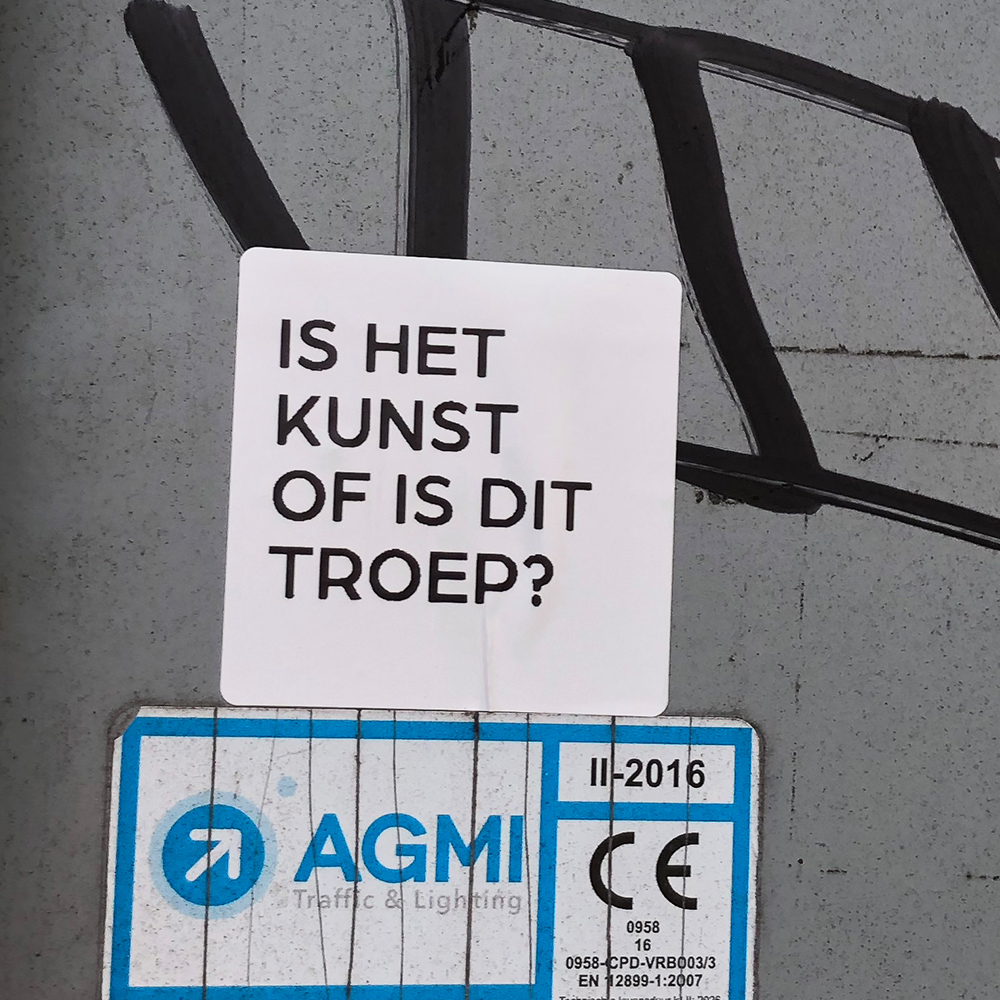 IS HET
KUNST
OF IS DIT
TROEP?
II-2016
AGMI
Traffic & Lighting
CE
0958
16
0958-CPD-VRB003/3
EN 12899-1:2007